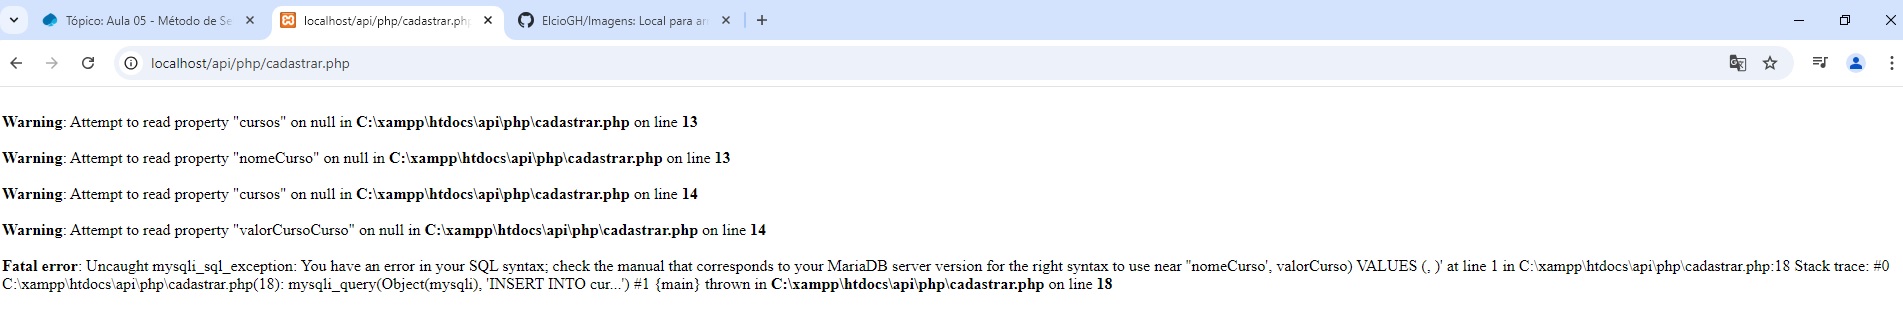 Tópico: Aula 05 - Método de Se
localhost/api/php/cadastrar.php
ElcioGH/Imagens: Local para ar
localhost/api/php/cadastrar.php
Warning: Attempt to read property "cursos" on null in C:\xampp\htdocs\api\php\cadastrar.php on line 13
Warning: Attempt to read property "nomeCurso" on null in C:\xampp\htdocs\api\php\cadastrar.php on line 13
Warning: Attempt to read property "cursos" on null in C:\xampp\htdocs\api\php\cadastrar.php on line 14
Warning: Attempt to read property "valorCursoCurso" on null in C:\xampp\htdocs\api\php\cadastrar.php on line 14
Fatal error: Uncaught mysqli_sql_exception: You have an error in your SQL syntax; check the manual that corresponds to your MariaDB server version for the right syntax to use near ''nomeCurso', valorCurso) VALUES (, )' at line 1 in C:\xampp\htdocs\api\php\cadastrar.php:18 Stack trace: #0
C:\xampp\htdocs\api\php\cadastrar.php(18): mysqli_query(Object(mysqli), 'INSERT INTO cur...') #1 {main} thrown in C:\xampp\htdocs\api\php\cadastrar.php on line 18